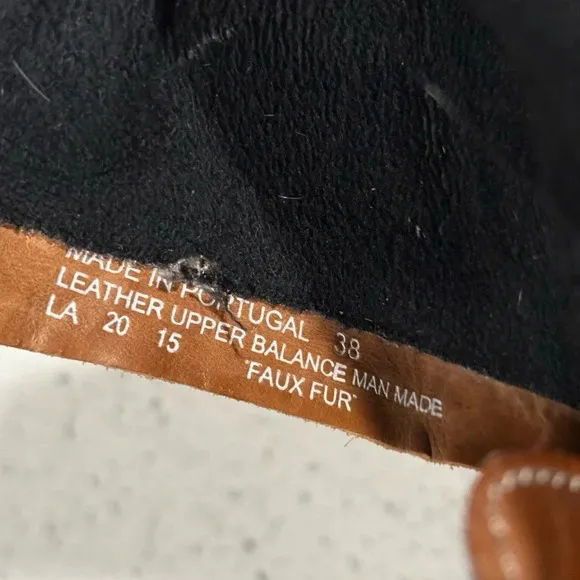 MADE IN PORTUGAL 38
LEATHER UPPER BALANCE MAN MADE
LA 20 15 "FAUX FUR"